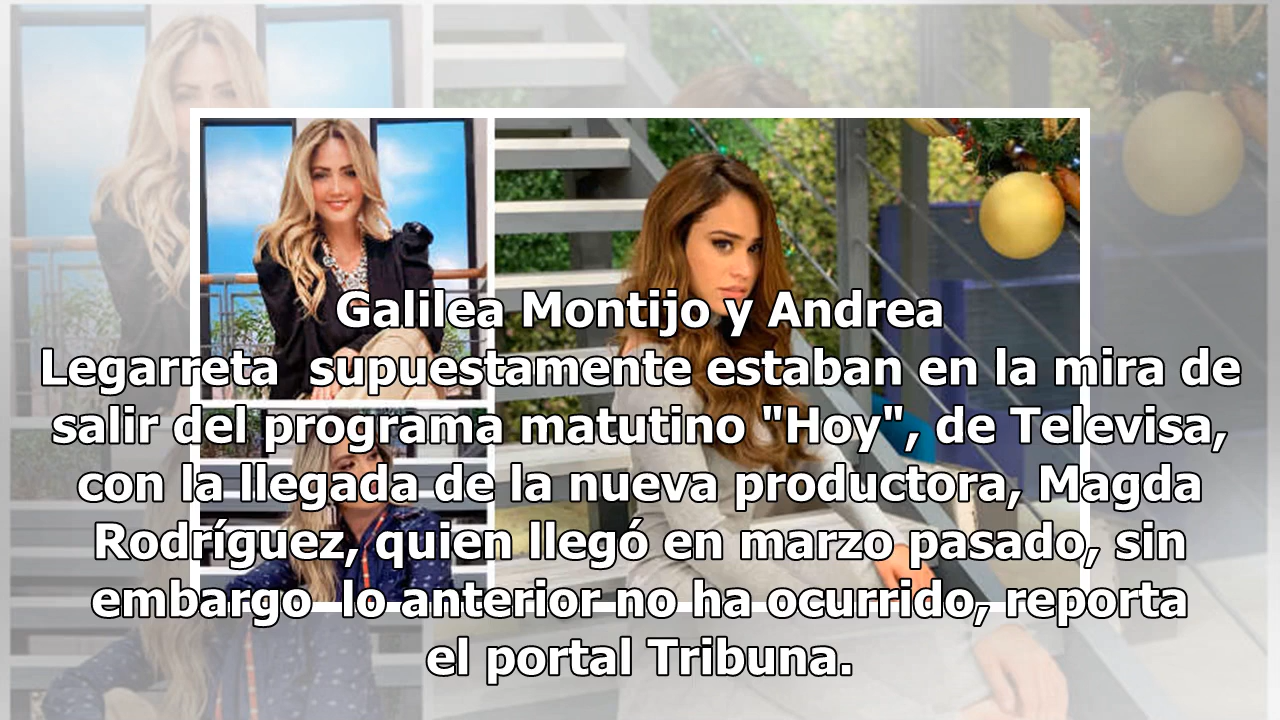 Galilea Montijo y Andrea
Legarreta  supuestamente estaban en la mira de
salir del programa matutino "Hoy", de Televisa,
con la llegada de la nueva productora, Magda
Rodríguez, quien llegó en marzo pasado, sin
embargo  lo anterior no ha ocurrido, reporta
el portal Tribuna.